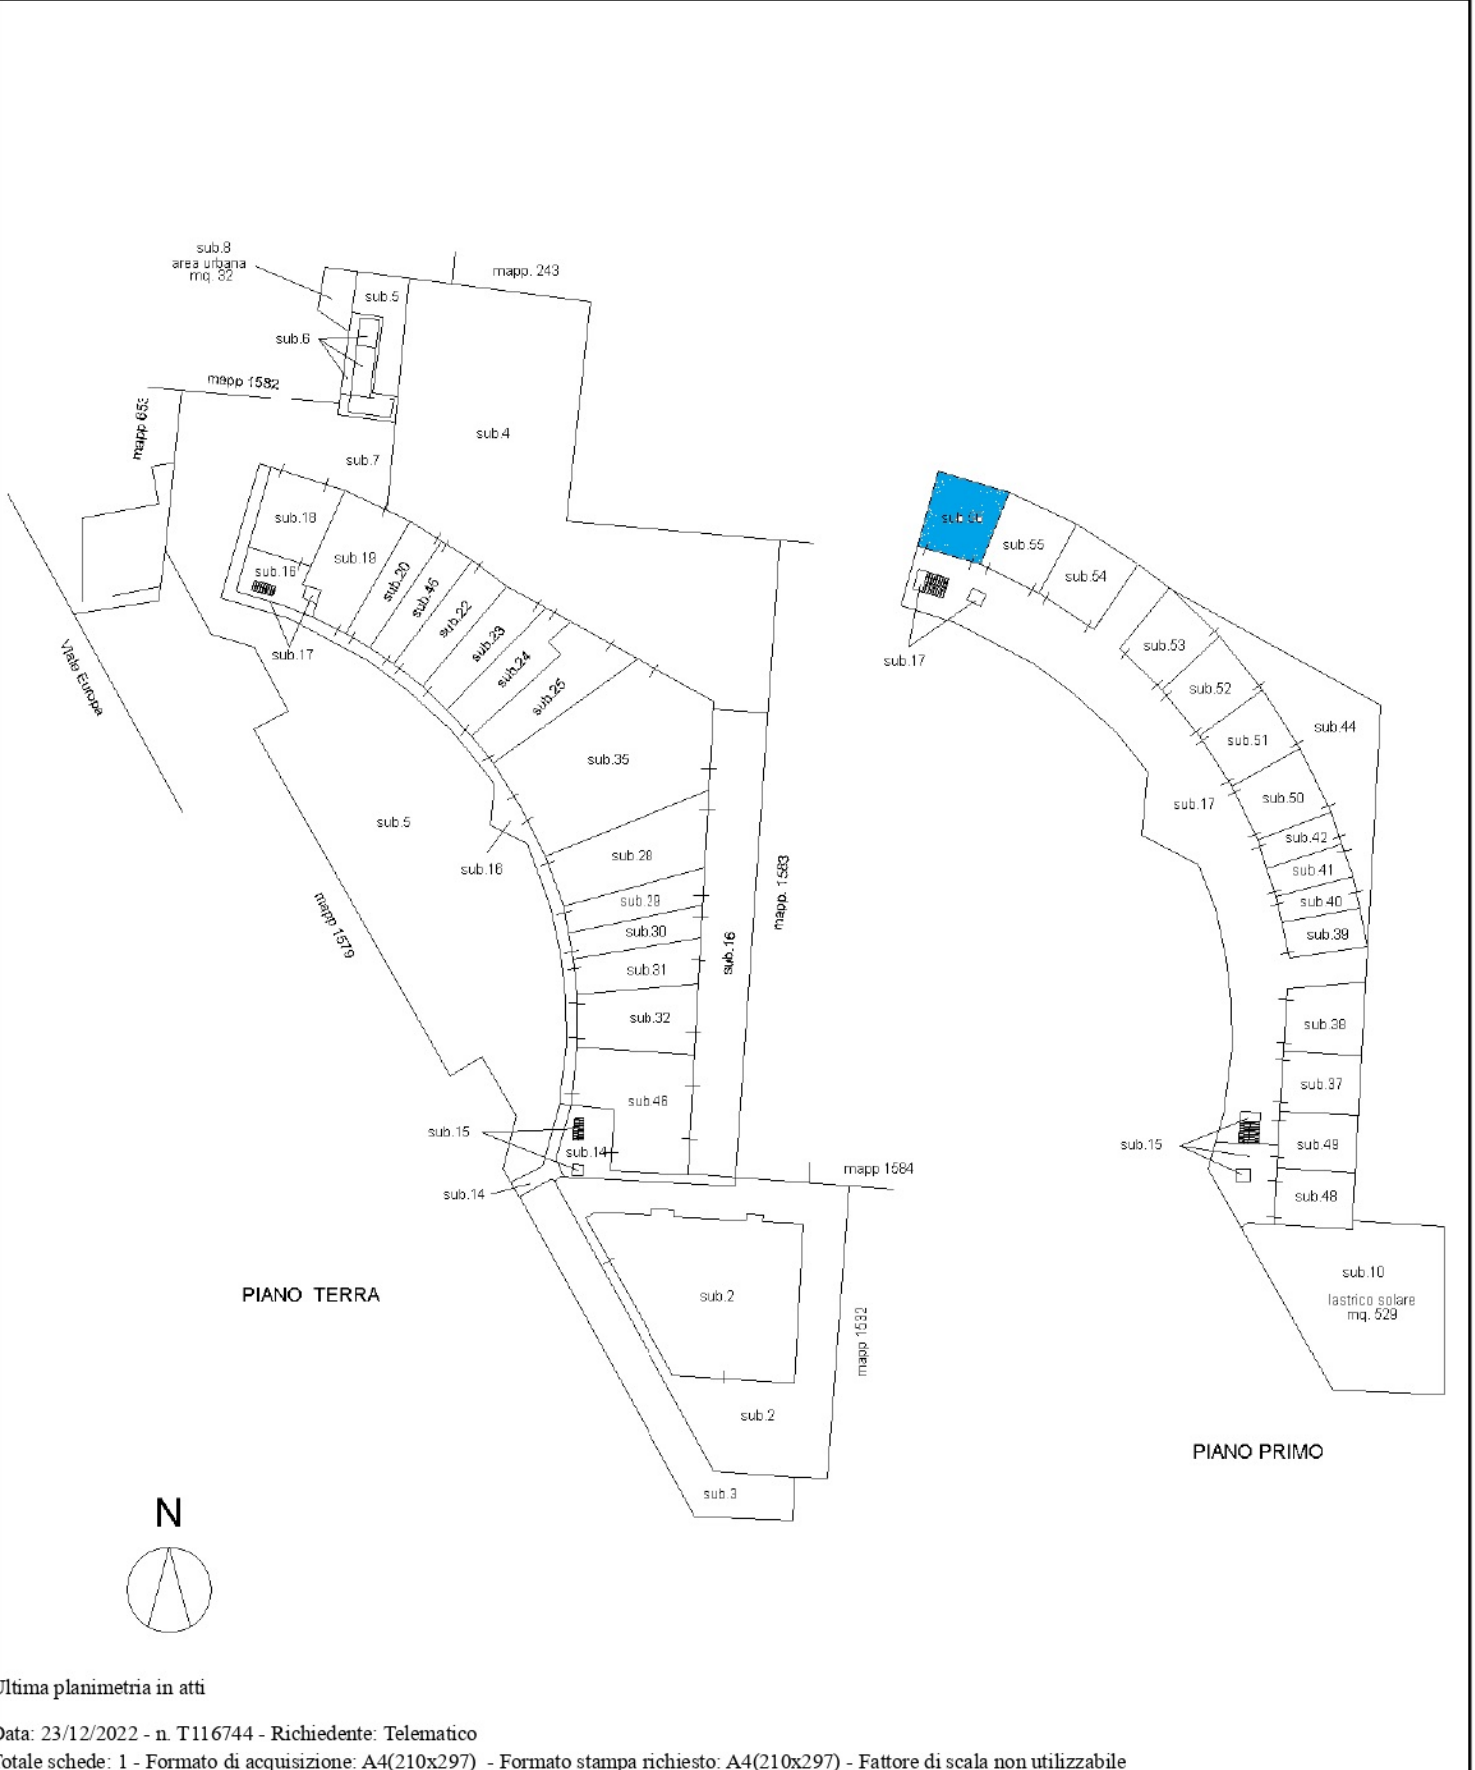 sub.8
area urbana
mq. 32
mapp. 243
sub.5
sub.6
mapp 1582
mapp 653
sub.4
sub.7
sub.18
sub.19
sub.16
sub.17
sub.20
sub.45
sub.22
sub.23
sub.24
sub.25
Viale Europa
sub.35
sub.5
sub.16
sub.28
sub.29
sub.30
sub.31
sub.32
sub.46
sub.16
mapp. 1583
mapp 1579
sub.15
sub.14
sub.14
mapp 1584
sub.2
mapp 1532
sub.2
sub.3
PIANO TERRA
sub.55
sub.54
sub.17
sub.53
sub.52
sub.51
sub.44
sub.17
sub.50
sub.42
sub.41
sub.40
sub.39
sub.38
sub.37
sub.15
sub.49
sub.48
sub.10
lastrico solare
mq. 529
PIANO PRIMO
N
Ultima planimetria in atti
Data: 23/12/2022 - n. T116744 - Richiedente: Telematico
Totale schede: 1 - Formato di acquisizione: A4(210x297) - Formato stampa richiesto: A4(210x297) - Fattore di scala non utilizzabile